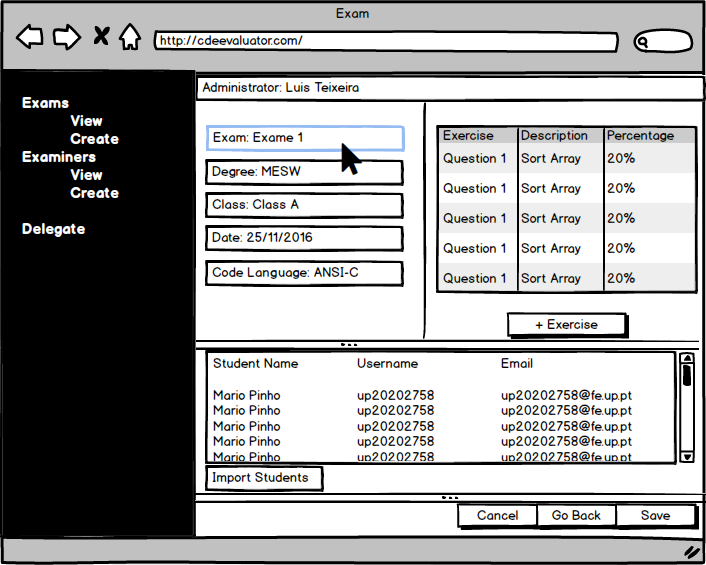 Exam
http://cdeevaluator.com/
Administrator: Luis Teixeira
Exams
View
Create
Examiners
View
Create
Delegate
Exam: Exame 1
Degree: MESW
Class: Class A
Date: 25/11/2016
Code Language: ANSI-C
Exercise Description Percentage
Question 1 Sort Array 20%
Question 1 Sort Array 20%
Question 1 Sort Array 20%
Question 1 Sort Array 20%
Question 1 Sort Array 20%
+ Exercise
Student Name Username Email
Mario Pinho up20202758 up20202758@fe.up.pt
Mario Pinho up20202758 up20202758@fe.up.pt
Mario Pinho up20202758 up20202758@fe.up.pt
Mario Pinho up20202758 up20202758@fe.up.pt
Mario Pinho up20202758 up20202758@fe.up.pt
Import Students
Cancel Go Back Save